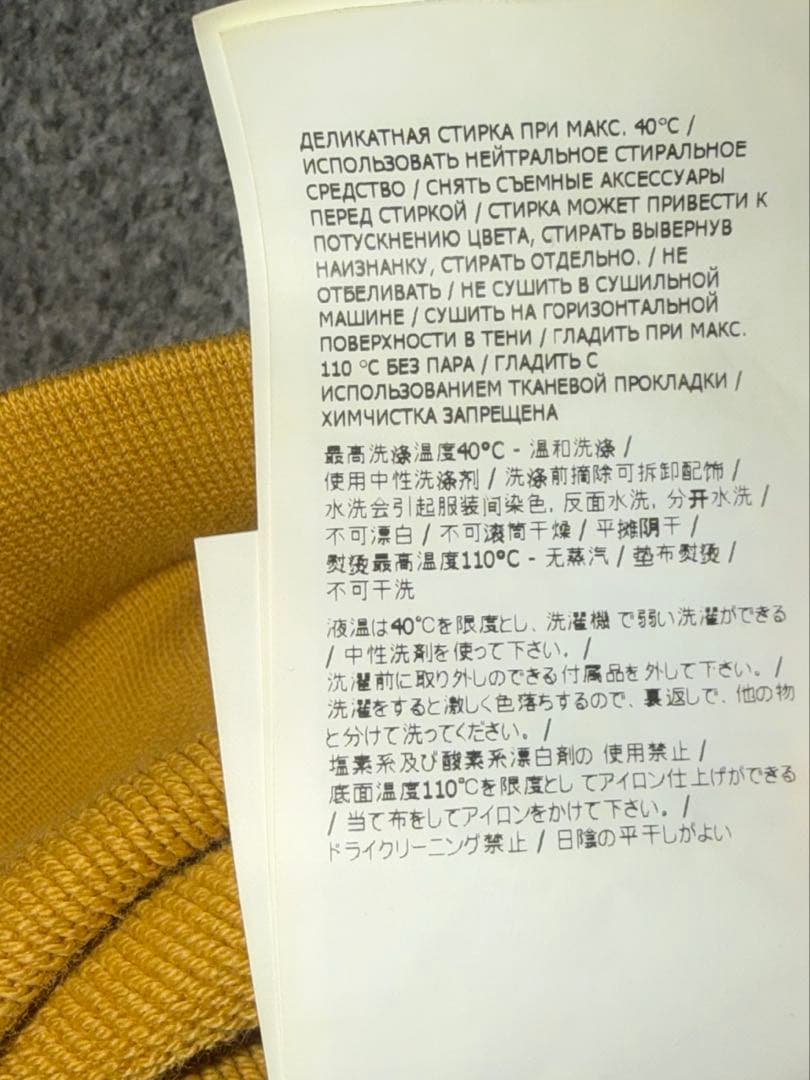 ДЕЛИКАТНАЯ СТИРКА ПРИ МАКС. 40°C /
ИСПОЛЬЗОВАТЬ НЕЙТРАЛЬНОЕ СТИРАЛЬНОЕ
СРЕДСТВО / СНЯТЬ СЪЕМНЫЕ АКСЕССУАРЫ
ПЕРЕД СТИРКОЙ / СТИРКА МОЖЕТ ПРИВЕСТИ К
ПОТУСКНЕНИЮ ЦВЕТА, СТИРАТЬ ВЫВЕРНУВ
НАИЗНАНКУ, СТИРАТЬ ОТДЕЛЬНО. / НЕ
ОТБЕЛИВАТЬ / НЕ СУШИТЬ В СУШИЛЬНОЙ
МАШИНЕ / СУШИТЬ НА ГОРИЗОНТАЛЬНОЙ
ПОВЕРХНОСТИ В ТЕНИ / ГЛАДИТЬ ПРИ МАКС.
110 °C БЕЗ ПАРА / ГЛАДИТЬ С
ИСПОЛЬЗОВАНИЕМ ТКАНЕВОЙ ПРОКЛАДКИ /
ХИМЧИСТКА ЗАПРЕЩЕНА
最高洗涤温度40°C - 温和洗涤 /
使用中性洗涤剂 / 洗涤前摘除可拆卸配饰 /
水洗会引起服装间染色, 反面水洗, 分开水洗 /
不可漂白 / 不可滚筒干燥 / 平摊阴干 /
熨烫最高温度110°C - 无蒸汽 / 垫布熨烫 /
不可干洗
液温は40℃を限度とし、洗濯機 で弱い洗濯ができる
/ 中性洗剤を使って下さい。 /
洗濯前に取り外しのできる付属品を外して下さい。 /
洗濯をすると激しく色落ちするので、裏返しで、他の物
と分けて洗ってください。 /
塩素系及び酸素系漂白剤の 使用禁止 /
底面温度110℃を限度とし てアイロン仕上げができる
/ 当て布をしてアイロンをかけて下さい。 /
ドライクリーニング禁止 / 日陰の平干しがよい